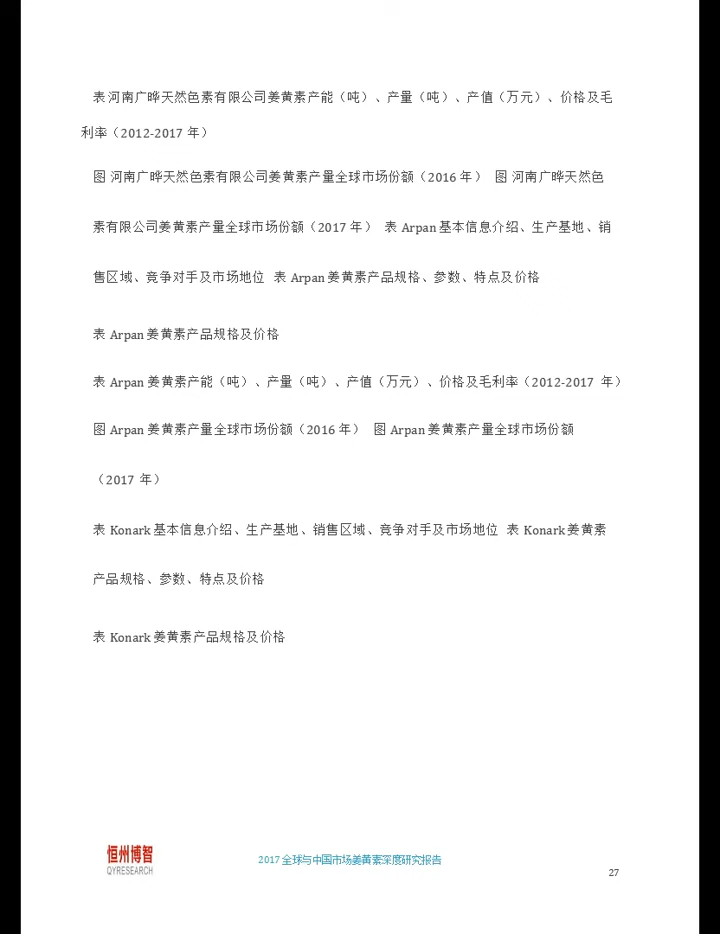 表河南广晔天然色素有限公司姜黄素产能（吨）、产量（吨）、产值（万元）、价格及毛
利率（2012-2017 年）
图 河南广晔天然色素有限公司姜黄素产量全球市场份额（2016 年） 图 河南广晔天然色
素有限公司姜黄素产量全球市场份额（2017 年） 表 Arpan 基本信息介绍、生产基地、销
售区域、竞争对手及市场地位 表 Arpan 姜黄素产品规格、参数、特点及价格
表 Arpan 姜黄素产品规格及价格
表 Arpan 姜黄素产能（吨）、产量（吨）、产值（万元）、价格及毛利率（2012-2017 年）
图 Arpan 姜黄素产量全球市场份额（2016 年） 图 Arpan 姜黄素产量全球市场份额
（2017 年）
表 Konark 基本信息介绍、生产基地、销售区域、竞争对手及市场地位 表 Konark 姜黄素
产品规格、参数、特点及价格
表 Konark 姜黄素产品规格及价格
恒州博智
QYRESEARCH
2017 全球与中国市场姜黄素深度研究报告
27